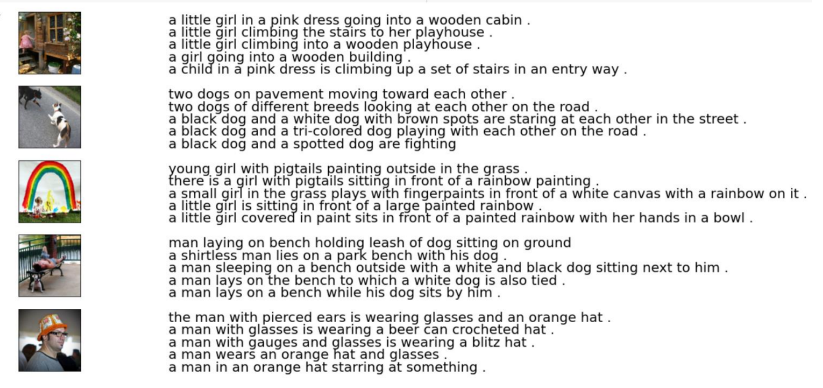 a little girl in a pink dress going into a wooden cabin .
a little girl climbing the stairs to her playhouse .
a little girl climbing into a wooden playhouse .
a girl going into a wooden building .
a child in a pink dress is climbing up a set of stairs in an entry way .
two dogs on pavement moving toward each other .
two dogs of different breeds looking at each other on the road .
a black dog and a white dog with brown spots are staring at each other in the street .
a black dog and a tri-colored dog playing with each other on the road .
a black dog and a spotted dog are fighting
young girl with pigtails painting outside in the grass .
there is a girl with pigtails sitting in front of a rainbow painting .
a small girl in the grass plays with fingerpaints in front of a white canvas with a rainbow on it .
a little girl is sitting in front of a large painted rainbow .
a little girl covered in paint sits in front of a painted rainbow with her hands in a bowl .
man laying on bench holding leash of dog sitting on ground
a shirtless man lies on a park bench with his dog .
a man sleeping on a bench outside with a white and black dog sitting next to him .
a man lays on the bench to which a white dog is also tied .
a man lays on a bench while his dog sits by him .
the man with pierced ears is wearing glasses and an orange hat .
a man with glasses is wearing a beer can crocheted hat .
a man with gauges and glasses is wearing a blitz hat .
a man wears an orange hat and glasses .
a man in an orange hat starring at something .